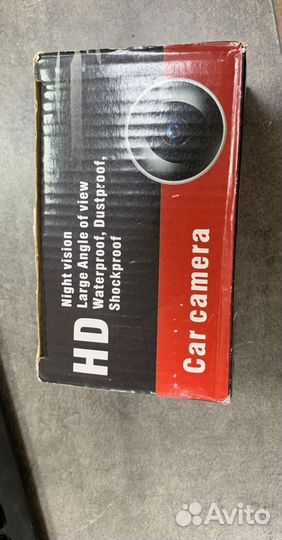 HD
Night vision
Large Angle of view
Waterproof, Dustproof,
Shockproof
Car camera
Avito